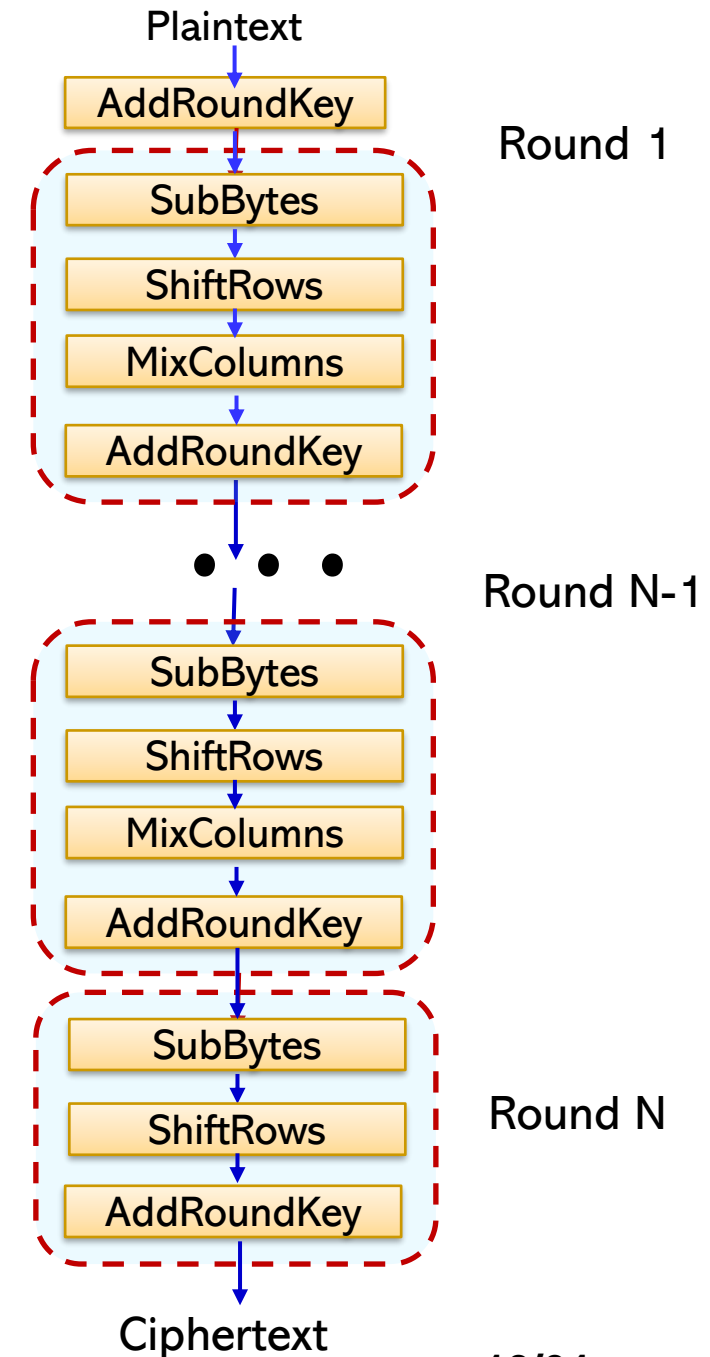 Plaintext
AddRoundKey
Round 1
SubBytes
ShiftRows
MixColumns
AddRoundKey
• • •
Round N-1
SubBytes
ShiftRows
MixColumns
AddRoundKey
SubBytes
ShiftRows
Round N
AddRoundKey
Ciphertext